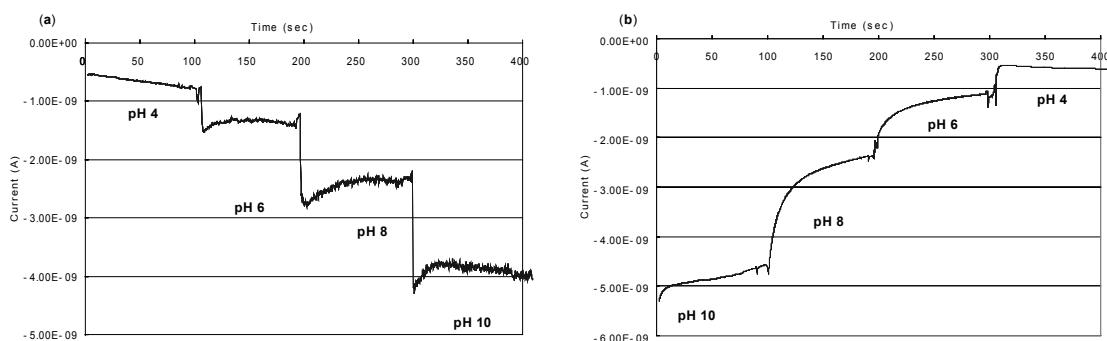 (a)
Time (sec)
0.00E+00
0 50 100 150 200 250 300 350 400
-1.00E-09
-2.00E-09
-3.00E-09
-4.00E-09
-5.00E-09
Current (A)
pH 4
pH 6
pH 8
pH 10
(b)
Time (sec)
0.00E+00
0 50 100 150 200 250 300 350 400
-1.00E-09
-2.00E-09
-3.00E-09
-4.00E-09
-5.00E-09
-6.00E-09
Current (A)
pH 4
pH 6
pH 8
pH 10